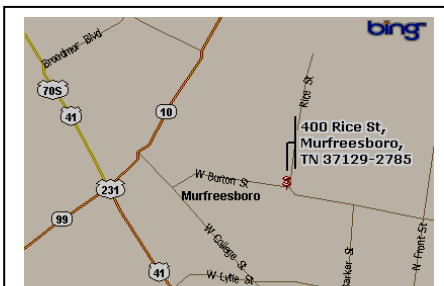 bing
Broadmor Blvd
70S
41
10
Rice St
400 Rice St,
Murfreesboro,
TN 37129-2785
W Burton St
231
Murfreesboro
99
W College St
N Front St
41
W Lytle St
arker St